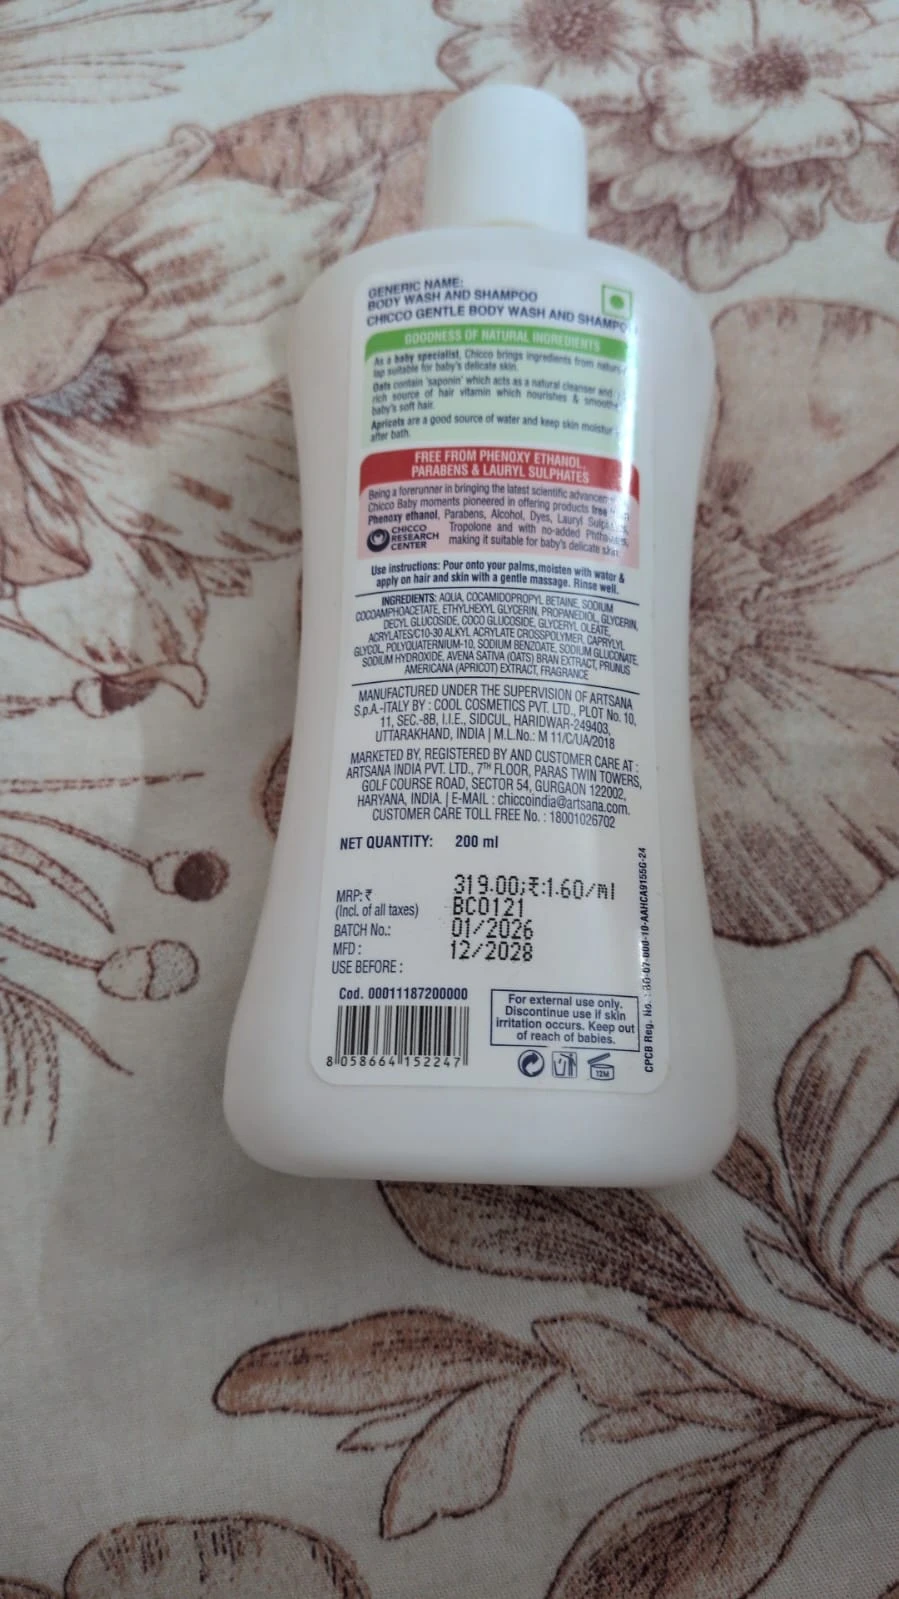 GENERIC NAME:
BODY WASH AND SHAMPOO
CHICCO GENTLE BODY WASH AND SHAMPO
GOODNESS OF NATURAL INGREDIENTS
As a baby specialist, Chicco brings ingredients from nature
suitable for baby's delicate skin.
Oats contain 'saponin' which acts as a natural cleanser and
rich source of hair vitamin which nourishes & smooth
baby's soft hair.
Apricots are a good source of water and keep skin moistur
after bath.
FREE FROM PHENOXY ETHANOL,
PARABENS & LAURYL SULPHATES
Being a forerunner in bringing the latest scientific advancem
Chicco Baby moments pioneered in offering products free
Phenoxy ethanol, Parabens, Alcohol, Dyes, Lauryl
CHICCO
RESEARCH
CENTER
Tropolone and with no-added
making it suitable for baby's delicate skin.
Use instructions: Pour onto your palms,moisten with water &
apply on hair and skin with a gentle massage. Rinse well.
INGREDIENTS: AQUA, COCAMIDOPROPYL BETAINE, SODIUM
COCOAMPHOACETATE, ETHYLHEXYL GLYCERIN, PROPANEDIOL, GLYCERIN,
DECYL GLUCOSIDE, COCO GLUCOSIDE, GLYCERYL OLEATE,
ACRYLATES/C10-30 ALKYL ACRYLATE CROSSPOLYMER, CAPRYLYL
GLYCOL, POLYQUATERNIUM-10, SODIUM BENZOATE, SODIUM GLUCONATE,
SODIUM HYDROXIDE, AVENA SATIVA (OATS) BRAN EXTRACT, PRUNUS
AMERICANA (APRICOT) EXTRACT, FRAGRANCE
MANUFACTURED UNDER THE SUPERVISION OF ARTSANA
S.p.A.-ITALY BY : COOL COSMETICS PVT. LTD., PLOT No. 10,
11, SEC.-8B, I.I.E., SIDCUL, HARIDWAR-249403,
UTTARAKHAND, INDIA | M.L.No.: M 11/C/UA/2018
MARKETED BY, REGISTERED BY AND CUSTOMER CARE AT :
ARTSANA INDIA PVT. LTD., 7TH FLOOR, PARAS TWIN TOWERS,
GOLF COURSE ROAD, SECTOR 54, GURGAON 122002,
HARYANA, INDIA. | E-MAIL : chiccoindia@artsana.com.
CUSTOMER CARE TOLL FREE No. : 18001026702
NET QUANTITY: 200 ml
MRP: ₹ 319.00;₹:1.60/ml
(Incl. of all taxes)
BATCH No.: BC0121
MFD : 01/2026
USE BEFORE : 12/2028
Cod. 00011187200000
8 058664 152247
For external use only.
Discontinue use if skin
irritation occurs. Keep out
of reach of babies.
12M
CPCB Reg. No. :